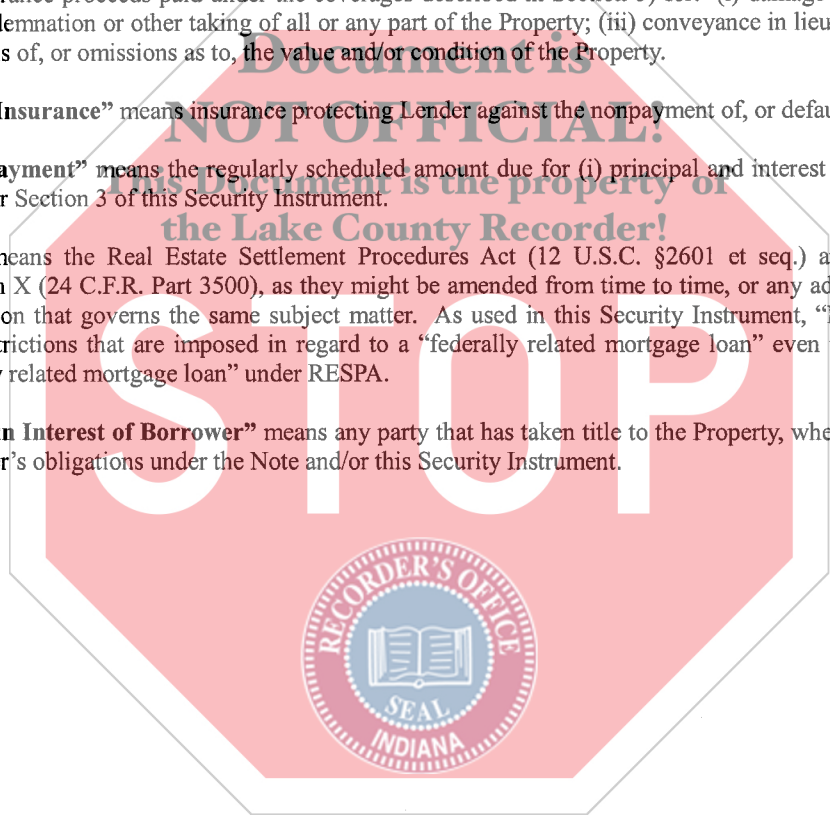 proceeds paid under the coverages described in Section 5) for: (i) damage
demnation or other taking of all or any part of the Property; (iii) conveyance in lieu
s of, or omissions as to, the value and/or condition of the Property.
Document is
nsurance” means insurance protecting Lender against the nonpayment of, or defau
NOT OFFICIAL!
ayment” means the regularly scheduled amount due for (i) principal and interest
This Document is the property of
r Section 3 of this Security Instrument.
the Lake County Recorder!
eans the Real Estate Settlement Procedures Act (12 U.S.C. §2601 et seq.) a
n X (24 C.F.R. Part 3500), as they might be amended from time to time, or any ad
on that governs the same subject matter. As used in this Security Instrument, “
rictions that are imposed in regard to a “federally related mortgage loan” even
related mortgage loan” under RESPA.
STOP
n Interest of Borrower” means any party that has taken title to the Property, whe
r’s obligations under the Note and/or this Security Instrument.
RECORDER'S OFFICE
SEAL
INDIANA